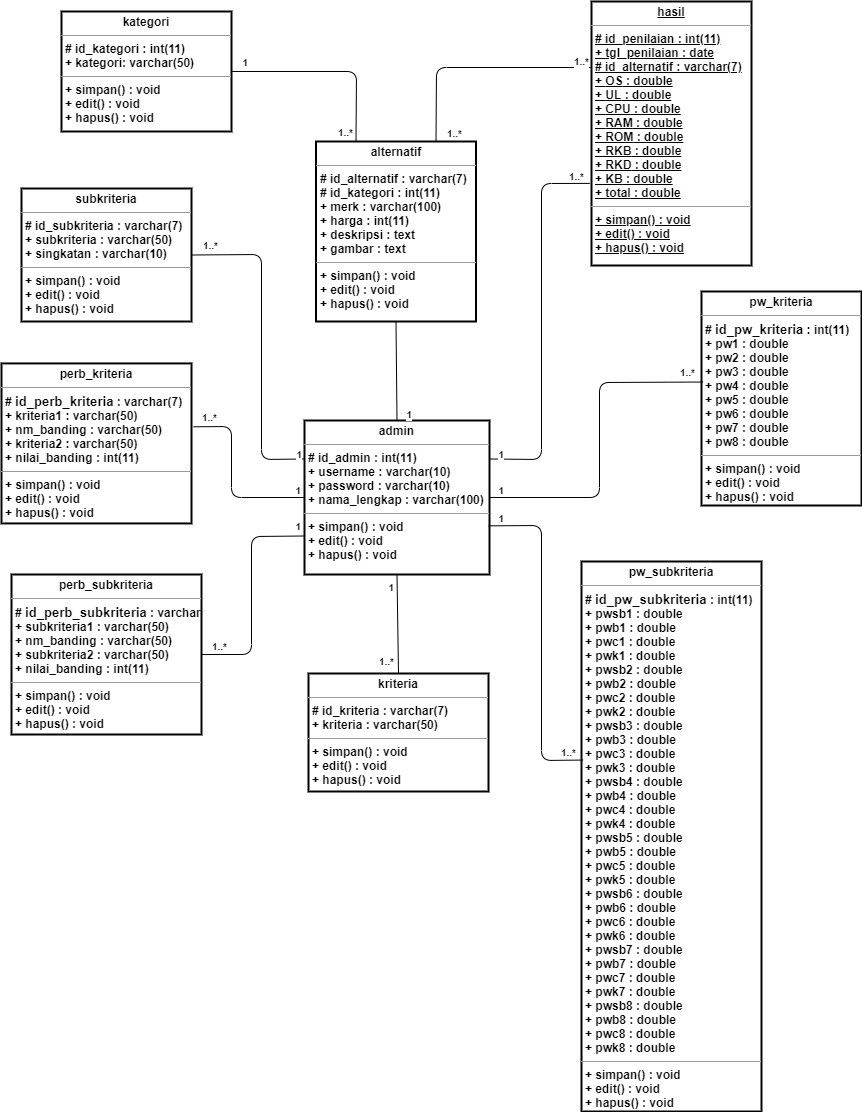 kategori
# id_kategori : int(11)
+ kategori: varchar(50)
+ simpan() : void
+ edit() : void
+ hapus() : void
1
1..*
hasil
# id_penilaian : int(11)
+ tgl_penilaian : date
# id_alternatif : varchar(7)
+ OS : double
+ UL : double
+ CPU : double
+ RAM : double
+ ROM : double
+ RKB : double
+ RKD : double
+ KB : double
+ total : double
+ simpan() : void
+ edit() : void
+ hapus() : void
1..*
1..*
1..*
alternatif
# id_alternatif : varchar(7)
# id_kategori : int(11)
+ merk : varchar(100)
+ harga : int(11)
+ deskripsi : text
+ gambar : text
+ simpan() : void
+ edit() : void
+ hapus() : void
subkriteria
# id_subkriteria : varchar(7)
+ subkriteria : varchar(50)
+ singkatan : varchar(10)
+ simpan() : void
+ edit() : void
+ hapus() : void
1..*
pw_kriteria
# id_pw_kriteria : int(11)
+ pw1 : double
+ pw2 : double
+ pw3 : double
+ pw4 : double
+ pw5 : double
+ pw6 : double
+ pw7 : double
+ pw8 : double
+ simpan() : void
+ edit() : void
+ hapus() : void
1..*
perb_kriteria
# id_perb_kriteria : varchar(7)
+ kriteria1 : varchar(50)
+ nm_banding : varchar(50)
+ kriteria2 : varchar(50)
+ nilai_banding : int(11)
+ simpan() : void
+ edit() : void
+ hapus() : void
1..*
1
admin
# id_admin : int(11)
+ username : varchar(10)
+ password : varchar(10)
+ nama_lengkap : varchar(100)
+ simpan() : void
+ edit() : void
+ hapus() : void
1
1
1
1
1
1
1
perb_subkriteria
# id_perb_subkriteria : varchar
+ subkriteria1 : varchar(50)
+ nm_banding : varchar(50)
+ subkriteria2 : varchar(50)
+ nilai_banding : int(11)
+ simpan() : void
+ edit() : void
+ hapus() : void
1..*
1..*
kriteria
# id_kriteria : varchar(7)
+ kriteria : varchar(50)
+ simpan() : void
+ edit() : void
+ hapus() : void
pw_subkriteria
# id_pw_subkriteria : int(11)
+ pwsb1 : double
+ pwb1 : double
+ pwc1 : double
+ pwk1 : double
+ pwsb2 : double
+ pwb2 : double
+ pwc2 : double
+ pwk2 : double
+ pwsb3 : double
+ pwb3 : double
+ pwc3 : double
+ pwk3 : double
+ pwsb4 : double
+ pwb4 : double
+ pwc4 : double
+ pwk4 : double
+ pwsb5 : double
+ pwb5 : double
+ pwc5 : double
+ pwk5 : double
+ pwsb6 : double
+ pwb6 : double
+ pwc6 : double
+ pwk6 : double
+ pwsb7 : double
+ pwb7 : double
+ pwc7 : double
+ pwk7 : double
+ pwsb8 : double
+ pwb8 : double
+ pwc8 : double
+ pwk8 : double
+ simpan() : void
+ edit() : void
+ hapus() : void
1..*